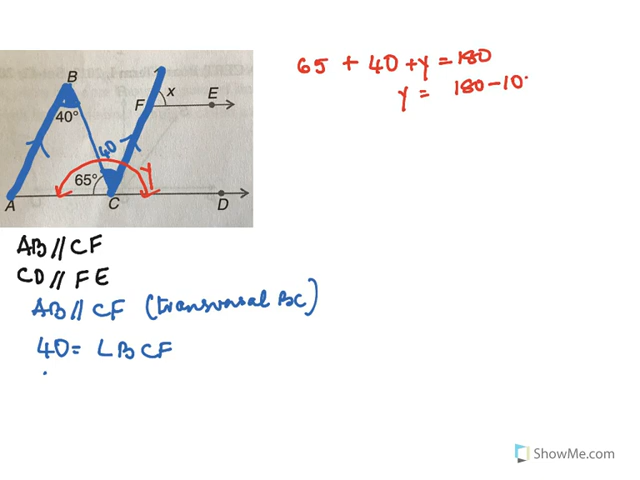 65 + 40 + y = 180
y = 180 - 10
B
40°
40
F
x
E
65°
y
A
C
D
AB // CF
CD // FE
AB // CF (transversal BC)
40 = ∠BCF
ShowMe.com